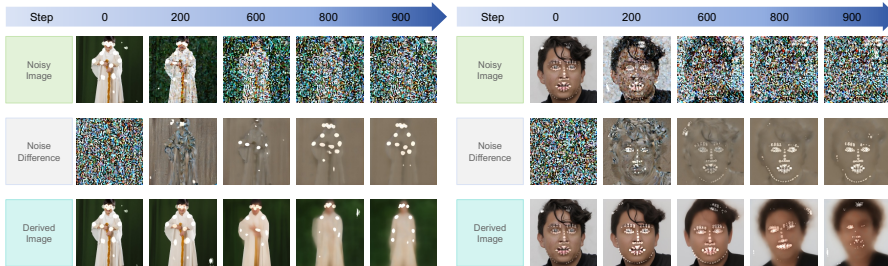 Step 0 200 600 800 900
Noisy
Image
Noise
Difference
Derived
Image
Step 0 200 600 800 900
Noisy
Image
Noise
Difference
Derived
Image